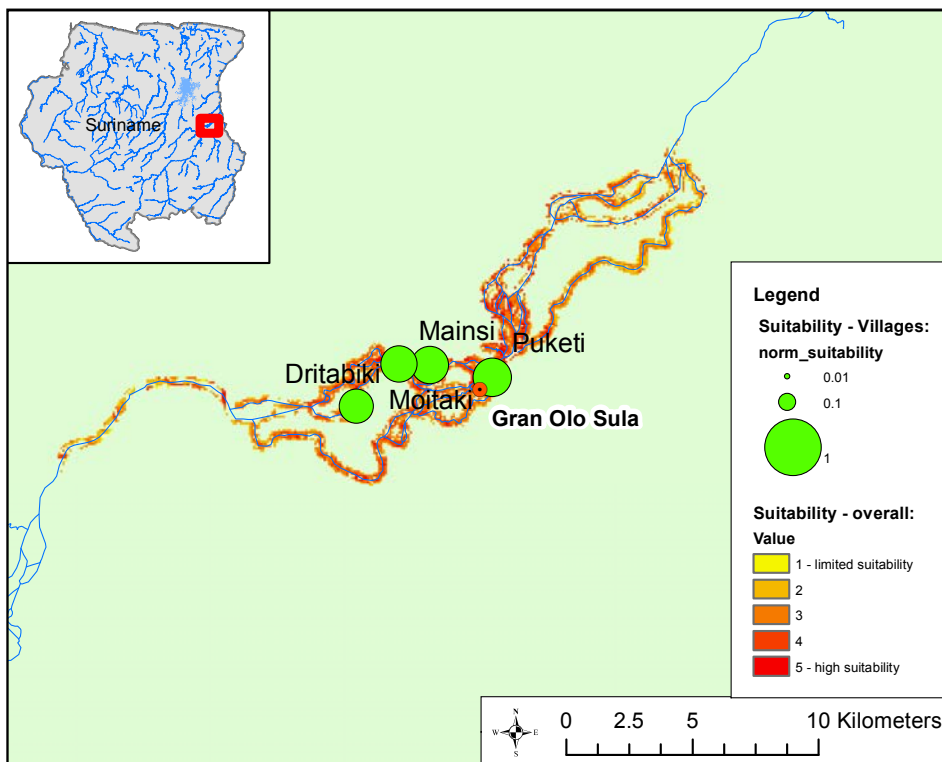 Suriname
Mainsi
Puketi
Dritabiki
Moitaki
Gran Olo Sula
Legend
Suitability - Villages:
norm_suitability
0.01
0.1
1
Suitability - overall:
Value
1 - limited suitability
2
3
4
5 - high suitability
N
W E
S
0 2.5 5 10 Kilometers